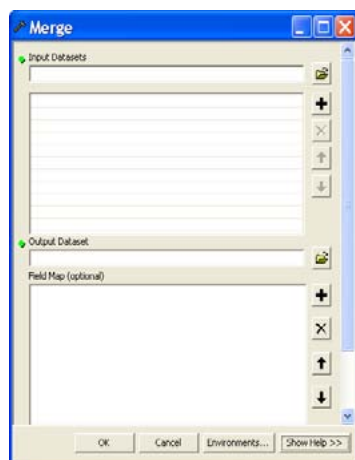 Merge
Input Datasets
Output Dataset
Field Map (optional)
OK Cancel Environments... Show Help >>